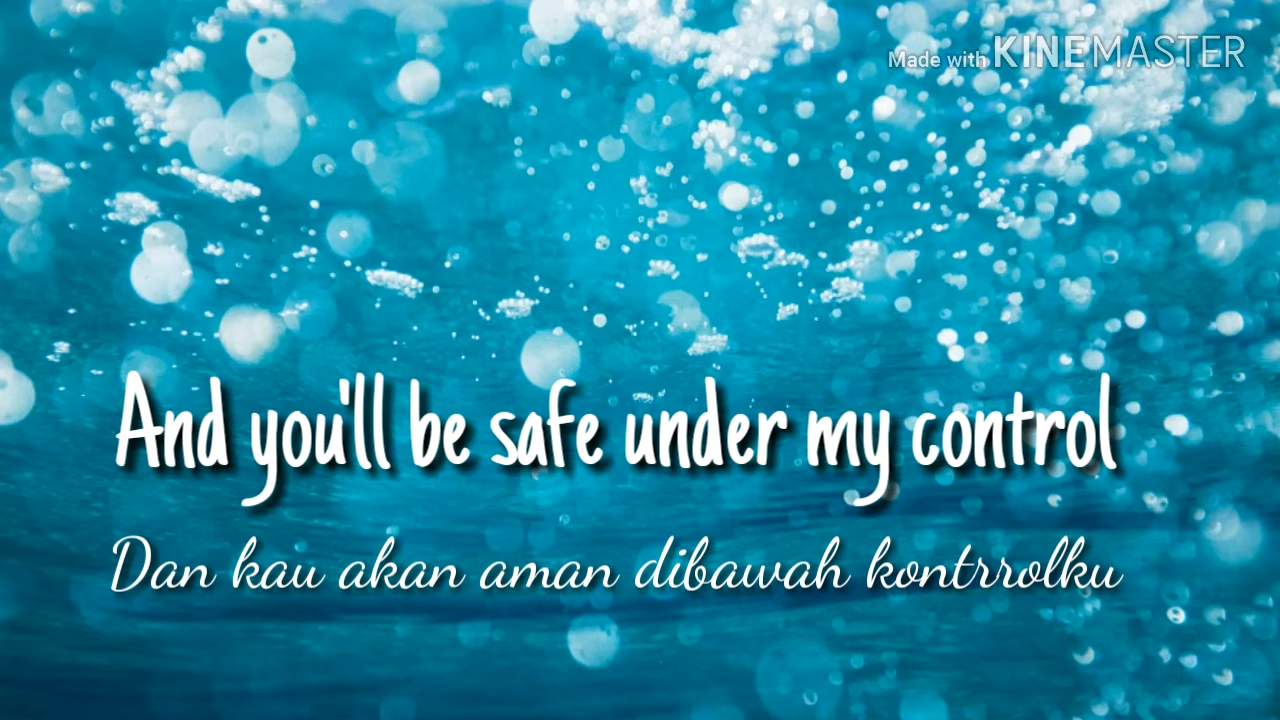 Made with KINEMASTER
And you'll be safe under my control
Dan kau akan aman dibawah kontrrolku